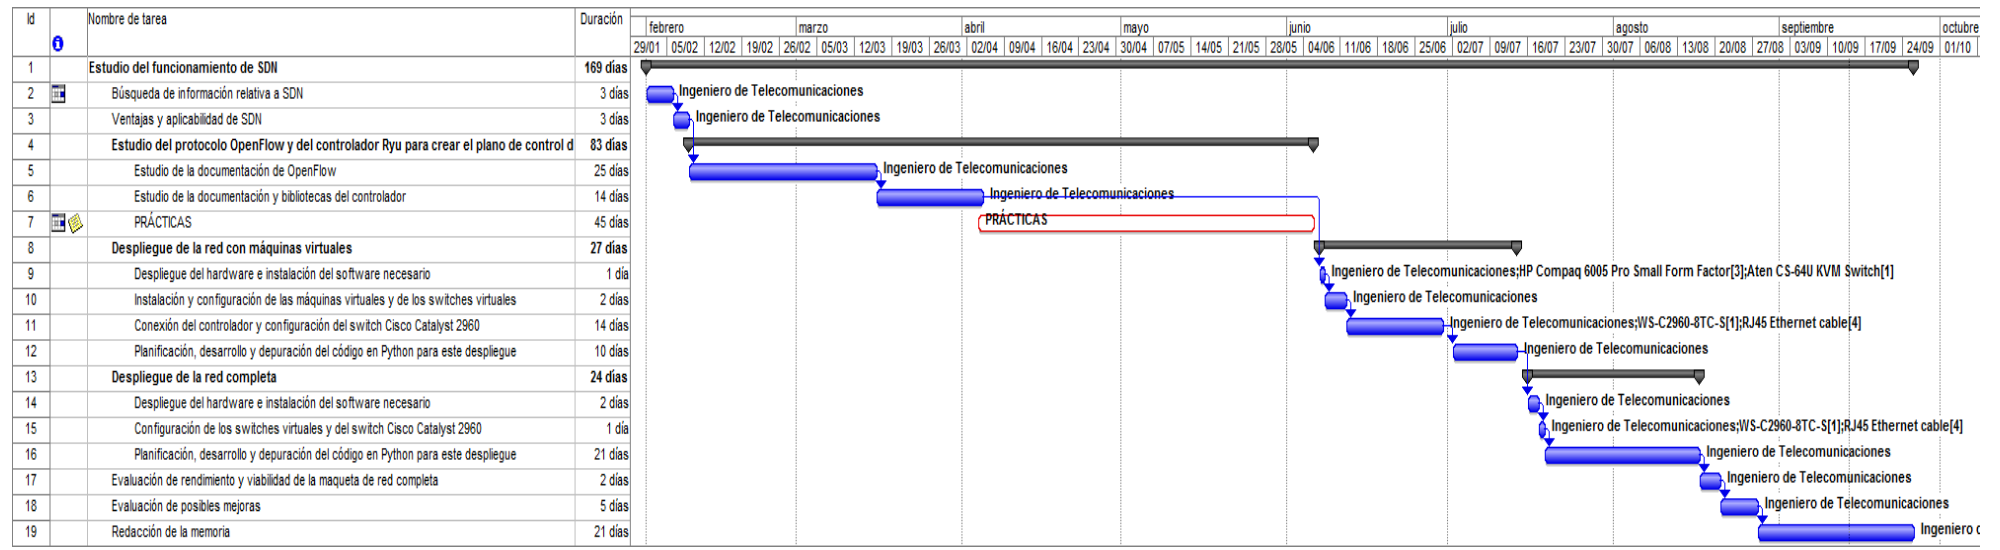 Id Nombre de tarea Duración
febrero marzo abril mayo junio julio agosto septiembre octubre
29/01 05/02 12/02 19/02 26/02 05/03 12/03 19/03 26/03 02/04 09/04 16/04 23/04 30/04 07/05 14/05 21/05 28/05 04/06 11/06 18/06 25/06 02/07 09/07 16/07 23/07 30/07 06/08 13/08 20/08 27/08 03/09 10/09 17/09 24/09 01/10
1 Estudio del funcionamiento de SDN 169 días
2 Búsqueda de información relativa a SDN 3 días Ingeniero de Telecomunicaciones
3 Ventajas y aplicabilidad de SDN 3 días Ingeniero de Telecomunicaciones
4 Estudio del protocolo OpenFlow y del controlador Ryu para crear el plano de control d 83 días
5 Estudio de la documentación de OpenFlow 25 días Ingeniero de Telecomunicaciones
6 Estudio de la documentación y bibliotecas del controlador 14 días Ingeniero de Telecomunicaciones
7 PRÁCTICAS 45 días PRÁCTICAS
8 Despliegue de la red con máquinas virtuales 27 días
9 Despliegue del hardware e instalación del software necesario 1 día Ingeniero de Telecomunicaciones;HP Compaq 6005 Pro Small Form Factor[3];Aten CS-64U KVM Switch[1]
10 Instalación y configuración de las máquinas virtuales y de los switches virtuales 2 días Ingeniero de Telecomunicaciones
11 Conexión del controlador y configuración del switch Cisco Catalyst 2960 14 días Ingeniero de Telecomunicaciones;WS-C2960-8TC-S[1];RJ45 Ethernet cable[4]
12 Planificación, desarrollo y depuración del código en Python para este despliegue 10 días Ingeniero de Telecomunicaciones
13 Despliegue de la red completa 24 días
14 Despliegue del hardware e instalación del software necesario 2 días Ingeniero de Telecomunicaciones
15 Configuración de los switches virtuales y del switch Cisco Catalyst 2960 1 día Ingeniero de Telecomunicaciones;WS-C2960-8TC-S[1];RJ45 Ethernet cable[4]
16 Planificación, desarrollo y depuración del código en Python para este despliegue 21 días Ingeniero de Telecomunicaciones
17 Evaluación de rendimiento y viabilidad de la maqueta de red completa 2 días Ingeniero de Telecomunicaciones
18 Evaluación de posibles mejoras 5 días Ingeniero de Telecomunicaciones
19 Redacción de la memoria 21 días Ingeniero